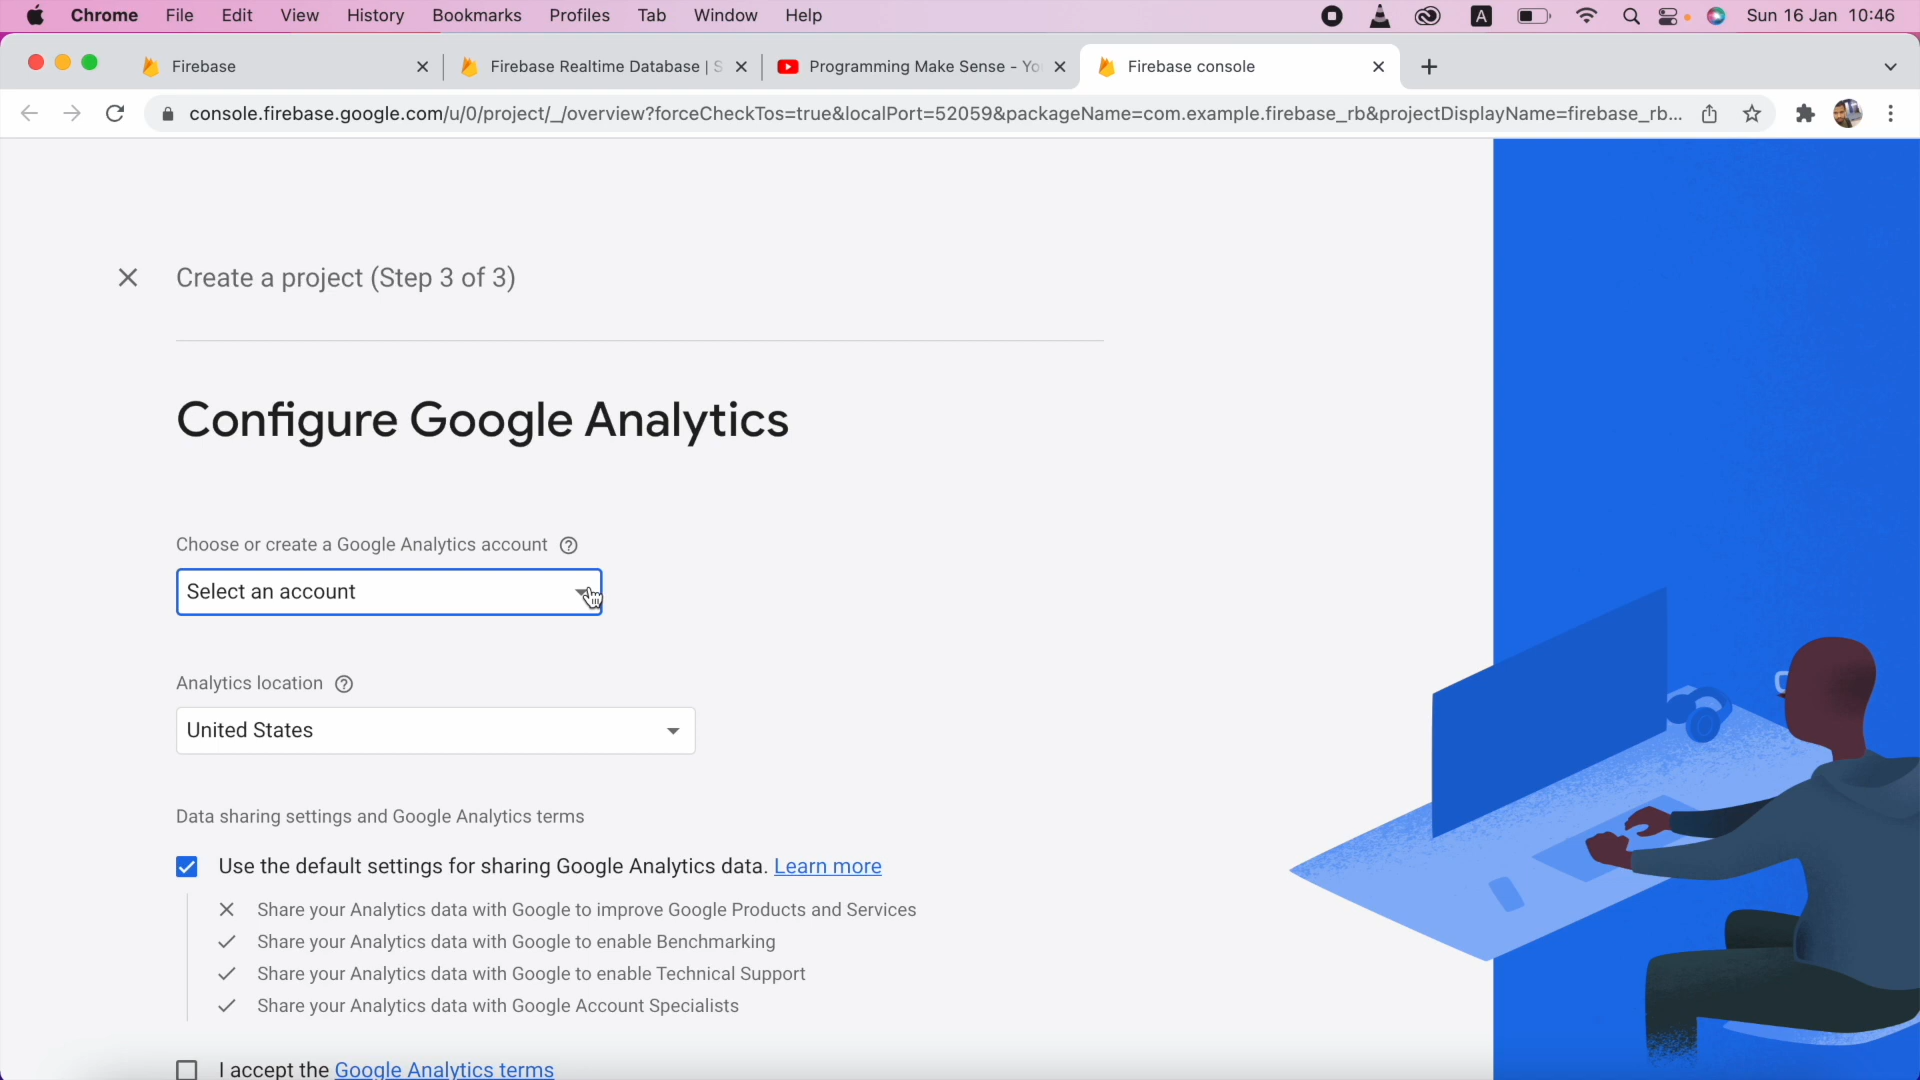 Chrome File Edit View History Bookmarks Profiles Tab Window Help A Sun 16 Jan 10:46
Firebase Firebase Realtime Database | S Programming Make Sense - Yo Firebase console
console.firebase.google.com/u/0/project/_/overview?forceCheckTos=true&localPort=52059&packageName=com.example.firebase_rb&projectDisplayName=firebase_rb...
Create a project (Step 3 of 3)
Configure Google Analytics
Choose or create a Google Analytics account
Select an account
Analytics location
United States
Data sharing settings and Google Analytics terms
Use the default settings for sharing Google Analytics data. Learn more
Share your Analytics data with Google to improve Google Products and Services
Share your Analytics data with Google to enable Benchmarking
Share your Analytics data with Google to enable Technical Support
Share your Analytics data with Google Account Specialists
I accept the Google Analytics terms